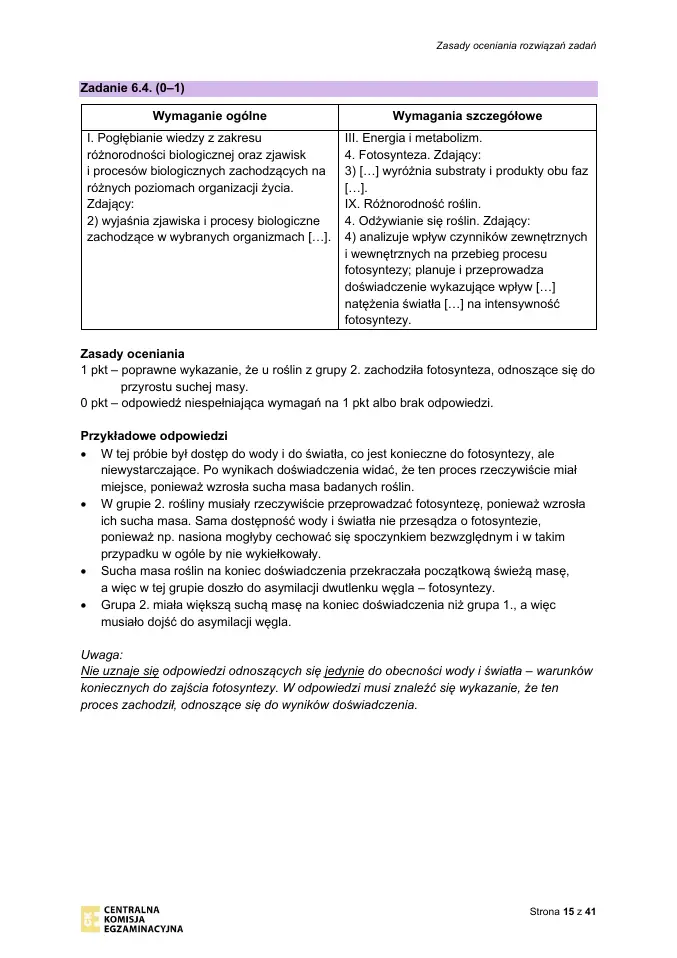 Zasady oceniania rozwiązań zadań
Zadanie 6.4. (0–1)
Wymaganie ogólne
Wymagania szczegółowe
I. Pogłębianie wiedzy z zakresu
różnorodności biologicznej oraz zjawisk
i procesów biologicznych zachodzących na
różnych poziomach organizacji życia.
Zdający:
2) wyjaśnia zjawiska i procesy biologiczne
zachodzące w wybranych organizmach […].
III. Energia i metabolizm.
4. Fotosynteza. Zdający:
3) […] wyróżnia substraty i produkty obu faz
[…].
IX. Różnorodność roślin.
4. Odżywianie się roślin. Zdający:
4) analizuje wpływ czynników zewnętrznych
i wewnętrznych na przebieg procesu
fotosyntezy; planuje i przeprowadza
doświadczenie wykazujące wpływ […]
natężenia światła […] na intensywność
fotosyntezy.
Zasady oceniania
1 pkt – poprawne wykazanie, że u roślin z grupy 2. zachodziła fotosynteza, odnoszące się do
przyrostu suchej masy.
0 pkt – odpowiedź niespełniająca wymagań na 1 pkt albo brak odpowiedzi.
Przykładowe odpowiedzi
• W tej próbie był dostęp do wody i do światła, co jest konieczne do fotosyntezy, ale
niewystarczające. Po wynikach doświadczenia widać, że ten proces rzeczywiście miał
miejsce, ponieważ wzrosła sucha masa badanych roślin.
• W grupie 2. rośliny musiały rzeczywiście przeprowadzać fotosyntezę, ponieważ wzrosła
ich sucha masa. Sama dostępność wody i światła nie przesądza o fotosyntezie,
ponieważ np. nasiona mogłyby cechować się spoczynkiem bezwzględnym i w takim
przypadku w ogóle by nie wykiełkowały.
• Sucha masa roślin na koniec doświadczenia przekraczała początkową świeżą masę,
a więc w tej grupie doszło do asymilacji dwutlenku węgla – fotosyntezy.
• Grupa 2. miała większą suchą masę na koniec doświadczenia niż grupa 1., a więc
musiało dojść do asymilacji węgla.
Uwaga:
Nie uznaje się odpowiedzi odnoszących się jedynie do obecności wody i światła – warunków
koniecznych do zajścia fotosyntezy. W odpowiedzi musi znaleźć się wykazanie, że ten
proces zachodził, odnoszące się do wyników doświadczenia.
CKE
CENTRALNA
KOMISJA
EGZAMINACYJNA
Strona 15 z 41